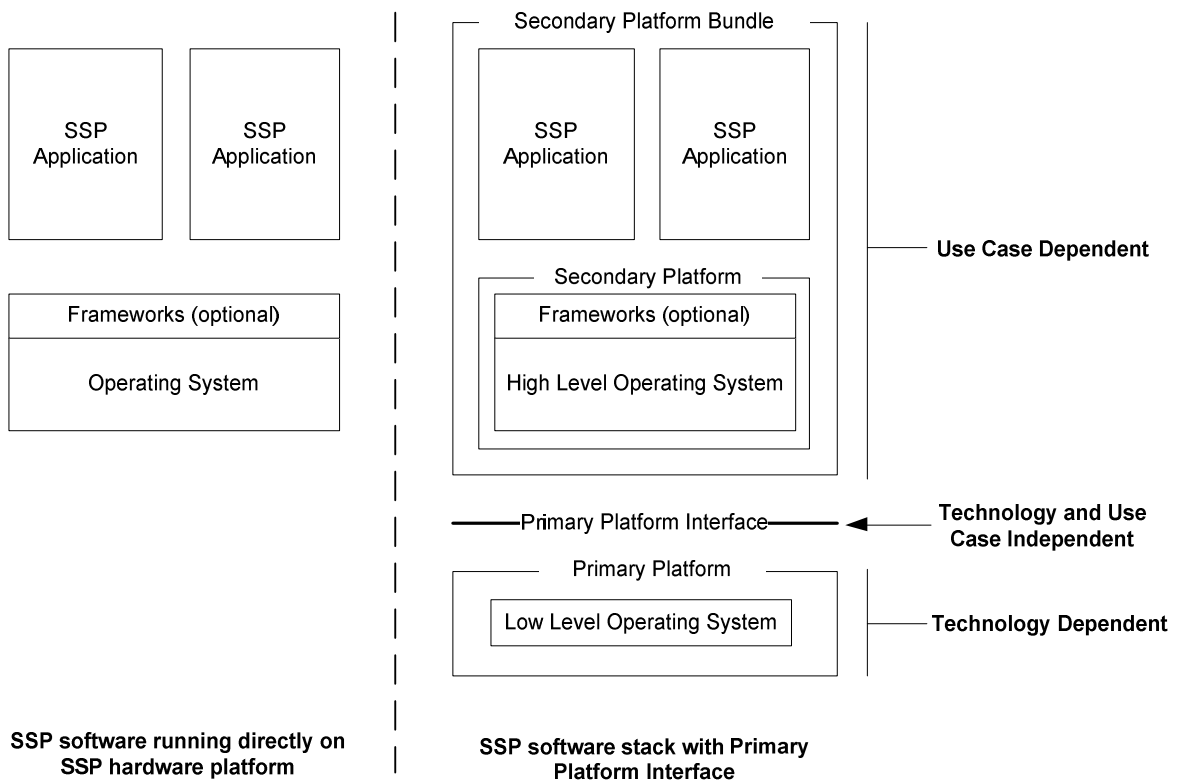 Secondary Platform Bundle
SSP
Application
SSP
Application
SSP
Application
SSP
Application
Use Case Dependent
Secondary Platform
Frameworks (optional)
Operating System
Frameworks (optional)
High Level Operating System
Primary Platform Interface
Technology and Use
Case Independent
Primary Platform
Low Level Operating System
Technology Dependent
SSP software running directly on
SSP hardware platform
SSP software stack with Primary
Platform Interface